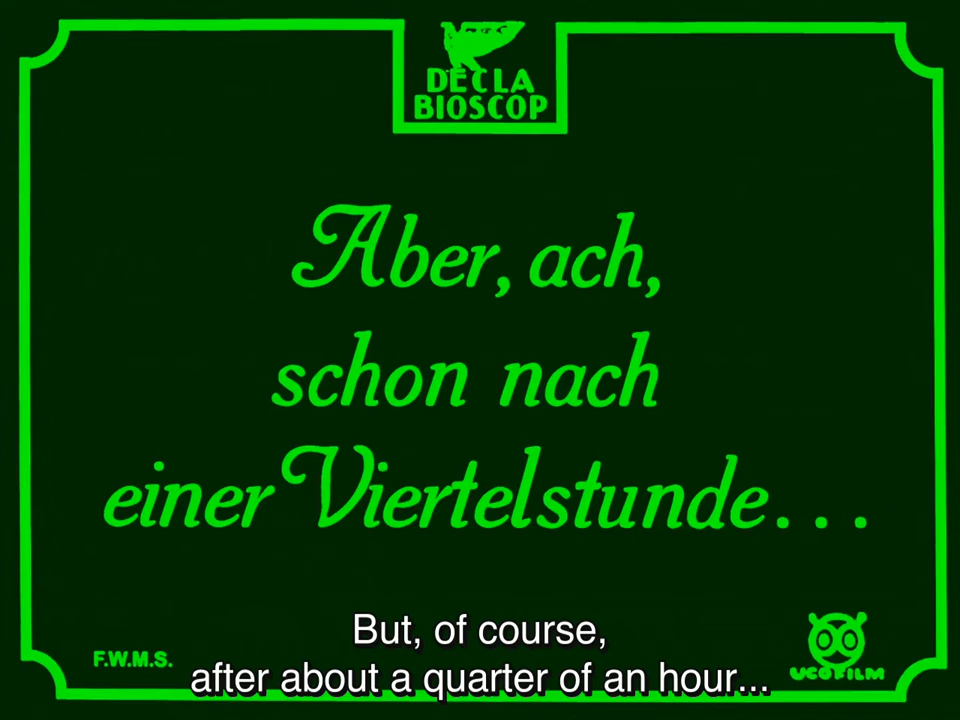 DECLA
BIOSCOP
Aber, ach,
schon nach
einer Viertelstunde...
But, of course,
after about a quarter of an hour...
F.W.M.S.
UCOFILM